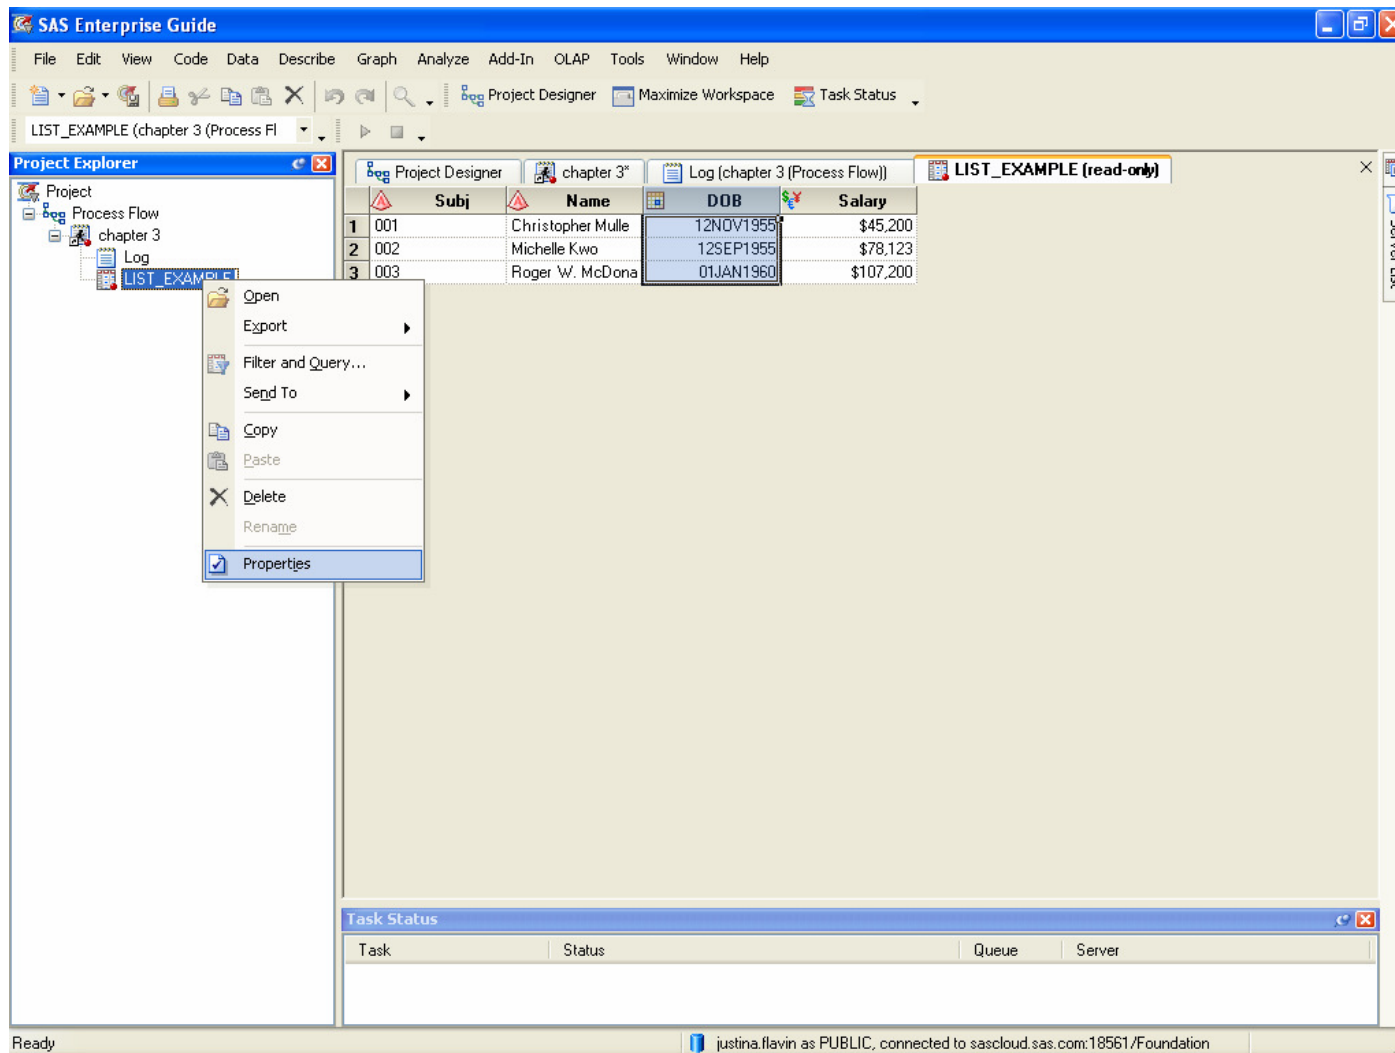 SAS Enterprise Guide
File Edit View Code Data Describe Graph Analyze Add-In OLAP Tools Window Help
Project Designer Maximize Workspace Task Status
LIST_EXAMPLE (chapter 3 (Process Fl
Project Explorer
Project Designer chapter 3* Log (chapter 3 (Process Flow)) LIST_EXAMPLE (read-only)
Project
Process Flow
chapter 3
Log
LIST_EXAMPLE
Subj Name DOB Salary
1 001 Christopher Mulle 12NOV1955 $45,200
2 002 Michelle Kwo 12SEP1955 $78,123
3 003 Roger W. McDona 01JAN1960 $107,200
Open
Export
Filter and Query...
Send To
Copy
Paste
Delete
Rename
Properties
Task Status
Task Status Queue Server
Ready
justina.flavin as PUBLIC, connected to sascloud.sas.com:18561/Foundation